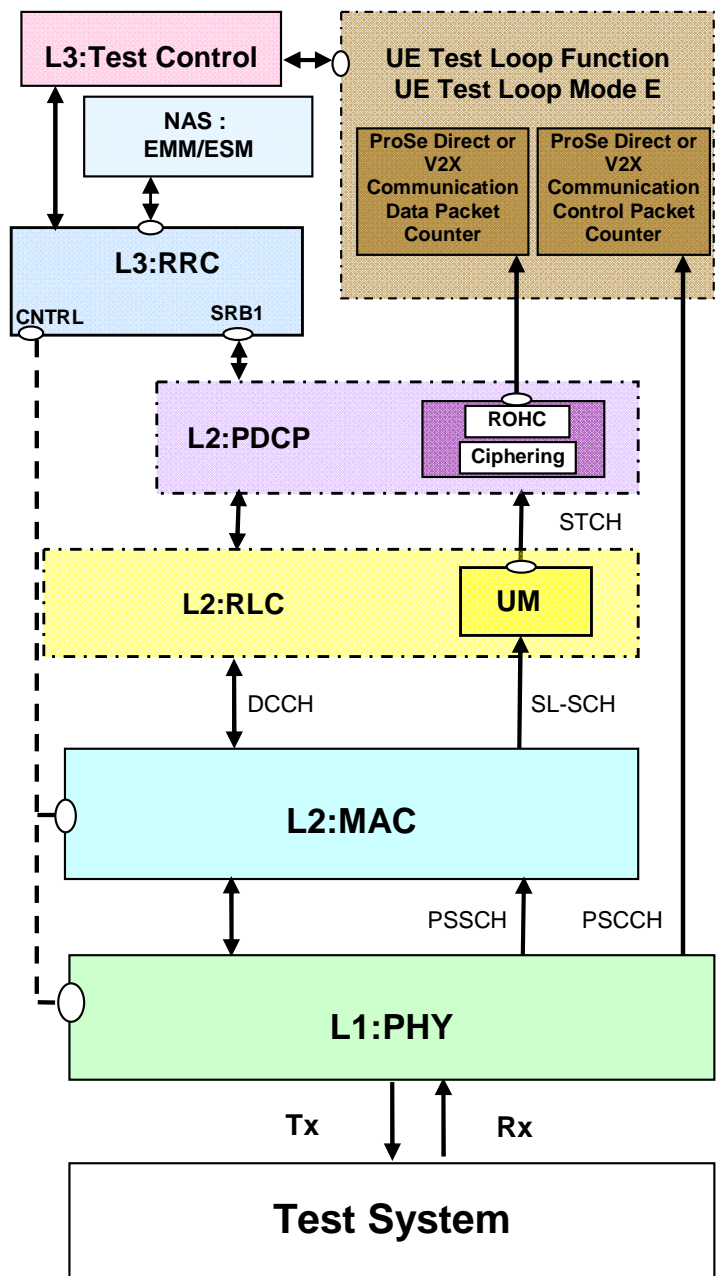 L3:Test Control
UE Test Loop Function
UE Test Loop Mode E
NAS :
EMM/ESM
ProSe Direct or
V2X
Communication
Data Packet
Counter
ProSe Direct or
V2X
Communication
Control Packet
Counter
L3:RRC
CNTRL
SRB1
L2:PDCP
ROHC
Ciphering
STCH
L2:RLC
UM
DCCH
SL-SCH
L2:MAC
PSSCH
PSCCH
L1:PHY
Tx
Rx
Test System